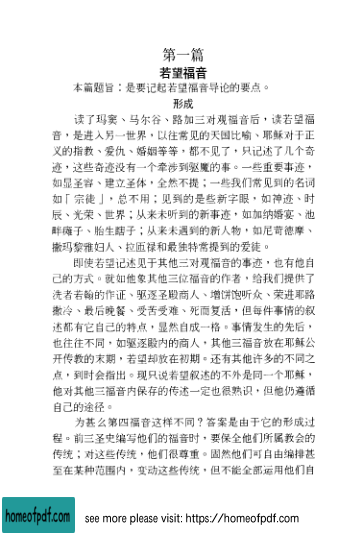 第一篇
若望福音
本篇题旨：是要记起若望福音导论的要点。
形成
读了玛窦、马尔谷、路加三对观福音后，读若望福
音，是进入另一世界，以往常见的天国比喻、耶稣对于正
义的指教、爱仇、婚姻等等，都不见了，只记述了几个奇
迹，这些奇迹没有一个牵涉到驱魔的事。一些重要事迹，
如显圣容、建立圣体，全然不提；一些我们常见到的名词
如「宗徒」，总不用；见到的是些新字眼，如神迹、时
辰、光荣、世界；从来未听到的新事迹，如加纳婚宴、池
畔瘫子、胎生瞎子；从来未遇到的新人物，如尼苛德摩、
撒玛黎雅妇人、拉匝禄和最独特常提到的爱徒。
即使若望记述见于其他三对观福音的事迹，也有他自
己的方式。就如他象其他三位福音的作者，给我们提供了
洗者若翰的作证、驱逐圣殿商人、增饼饱听众、荣进耶路
撒冷、最后晚餐、受苦受难、死而复活，但每件事情的叙
述都有它自己的特点，显然自成一格。事情发生的先后，
也往往不同，如驱逐殿内的商人，其他三福音放在耶稣公
开传教的末期，若望却放在初期。还有其他许多的不同之
点，到时会指出。现只说若望叙述的不外是同一个耶稣，
他对其他三福音内保存的传述一定也很熟识，但他仍遵循
自己的途径。
为甚么第四福音这样不同？答案是由于它的形成过
程。前三圣史编写他们的福音时，要保全他们所属教会的
传统；对这些传统，他们很尊重。固然他们可自由编排甚
至在某种范围内，变动这些传统，但不能全部运用他们自
homeofpdf.com
see more please visit: https://homeofpdf.com